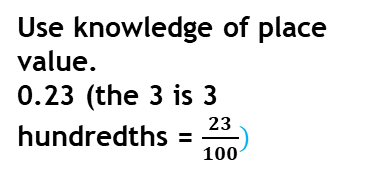 Use knowledge of place
value.
0.23 (the 3 is 3
hundredths = 23/100)